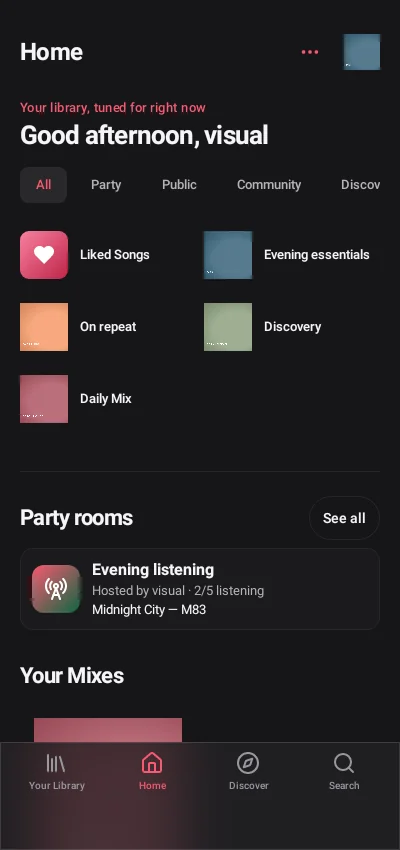 Home
Your library, tuned for right now
Good afternoon, visual
All Party Public Community Discov
Liked Songs
Evening essentials
On repeat
Discovery
Daily Mix
Party rooms
See all
Evening listening
Hosted by visual · 2/5 listening
Midnight City — M83
Your Mixes
Your Library Home Discover Search